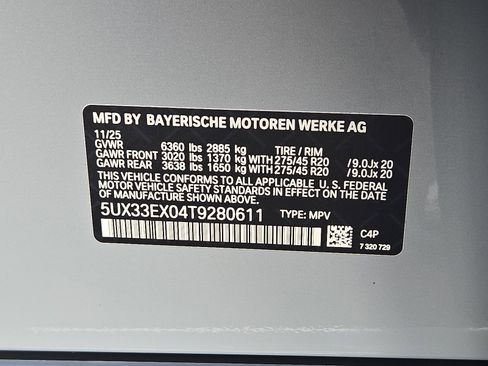 MFD BY BAYERISCHE MOTOREN WERKE AG
11/25
GVWR 6360 lbs 2885 kg TIRE / RIM
GAWR FRONT 3020 lbs 1370 kg WITH 275/45 R20 / 9.0Jx 20
GAWR REAR 3638 lbs 1650 kg WITH 275/45 R20 / 9.0Jx 20
THIS VEHICLE CONFORMS TO ALL APPLICABLE U. S. FEDERAL
MOTOR VEHICLE SAFETY STANDARDS IN EFFECT ON THE
DATE OF MANUFACTURE SHOWN ABOVE.
5UX33EX04T9280611 TYPE: MPV
C4P
7 320 729